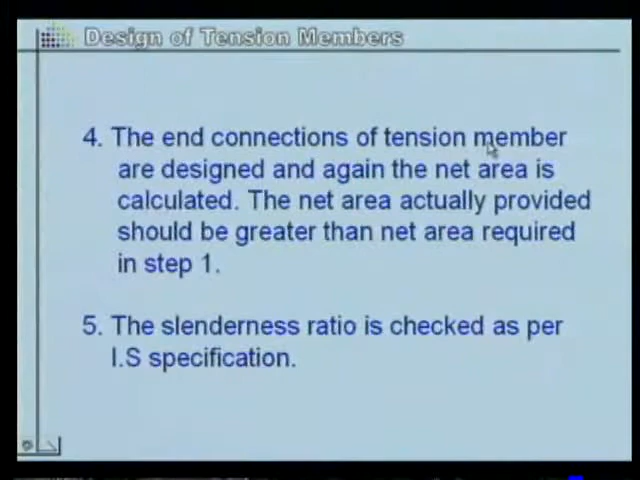 Design of Tension Members
4. The end connections of tension member
are designed and again the net area is
calculated. The net area actually provided
should be greater than net area required
in step 1.
5. The slenderness ratio is checked as per
I.S specification.